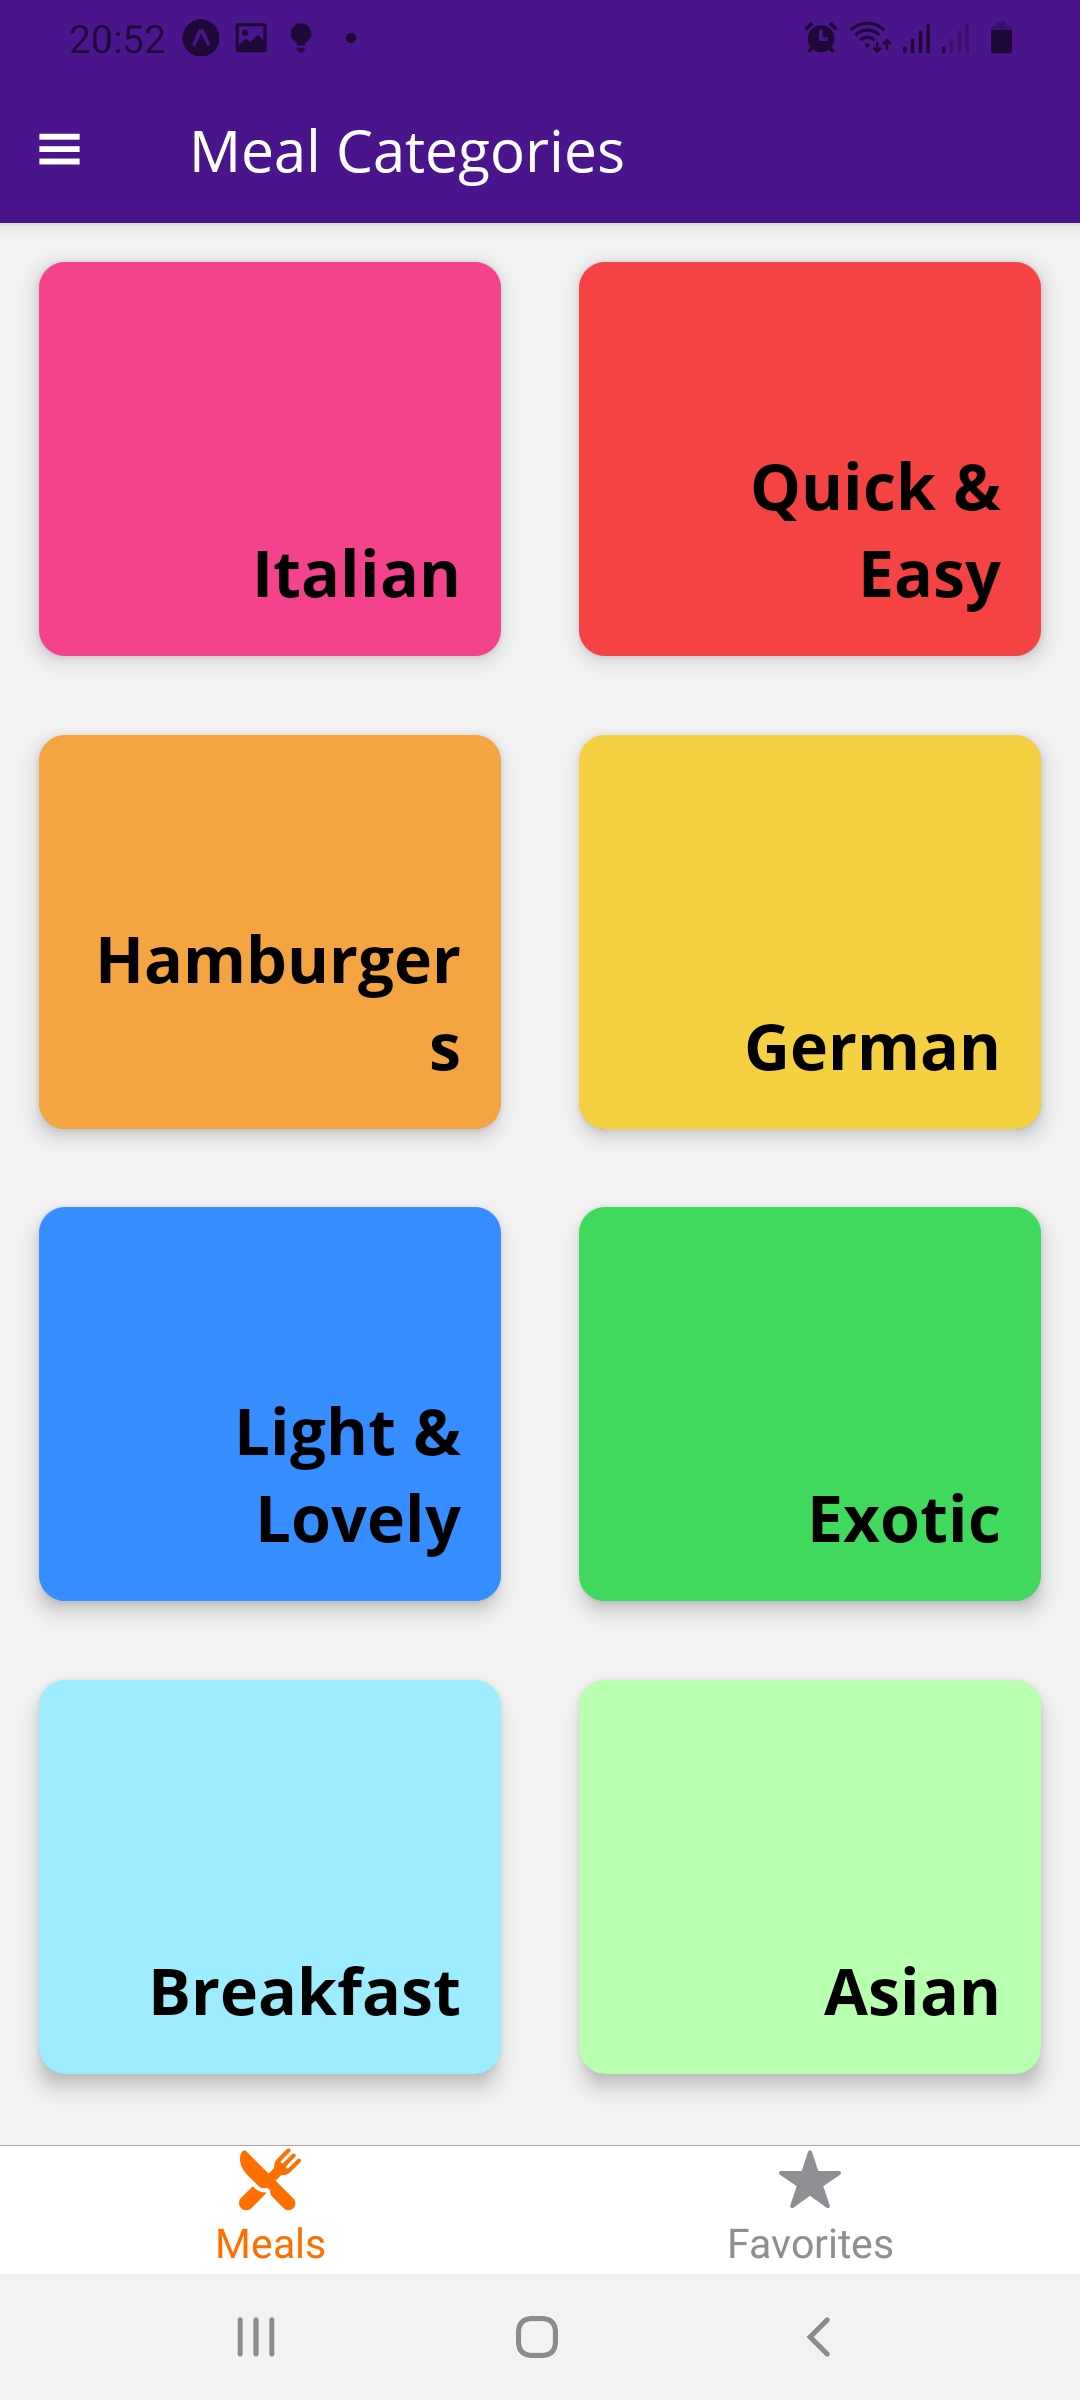 20:52
Meal Categories
Italian
Quick &
Easy
Hamburger
s
German
Light &
Lovely
Exotic
Breakfast
Asian
Meals
Favorites